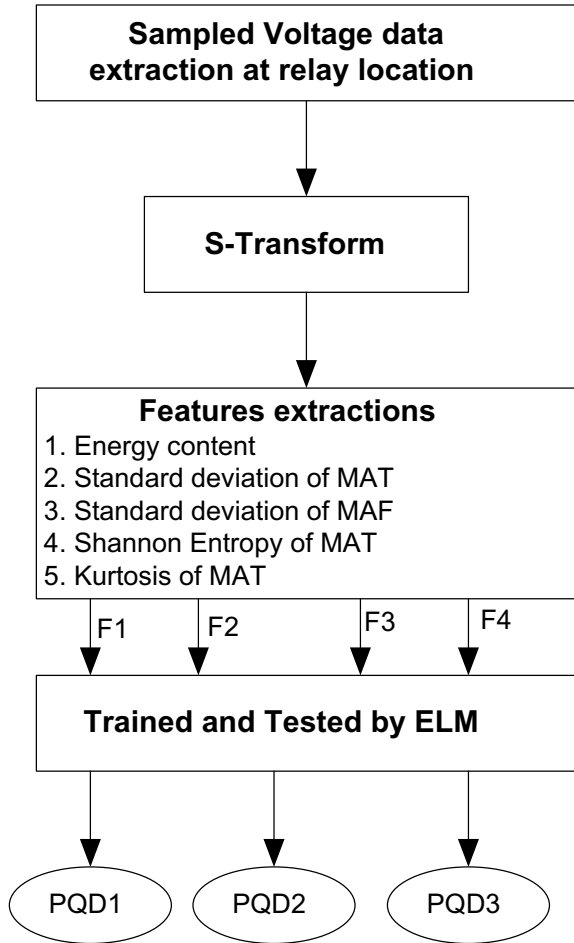 Sampled Voltage data
extraction at relay location
S-Transform
Features extractions
1. Energy content
2. Standard deviation of MAT
3. Standard deviation of MAF
4. Shannon Entropy of MAT
5. Kurtosis of MAT
F1
F2
F3
F4
Trained and Tested by ELM
PQD1
PQD2
PQD3